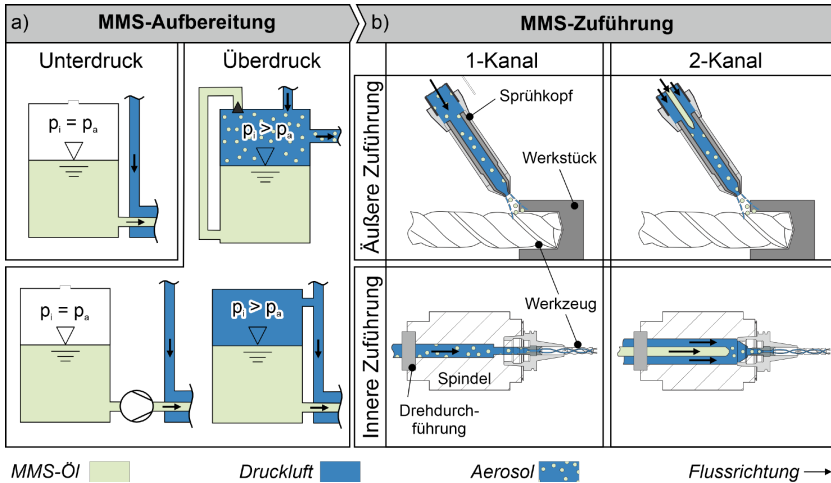 a) MMS-Aufbereitung
Unterdruck
Überdruck
pi = pa
pi > pa
pi = pa
pi > pa
b) MMS-Zuführung
1-Kanal
2-Kanal
Äußere Zuführung
Sprühkopf
Werkstück
Werkzeug
Innere Zuführung
Spindel
Drehdurch-
führung
MMS-Öl
Druckluft
Aerosol
Flussrichtung